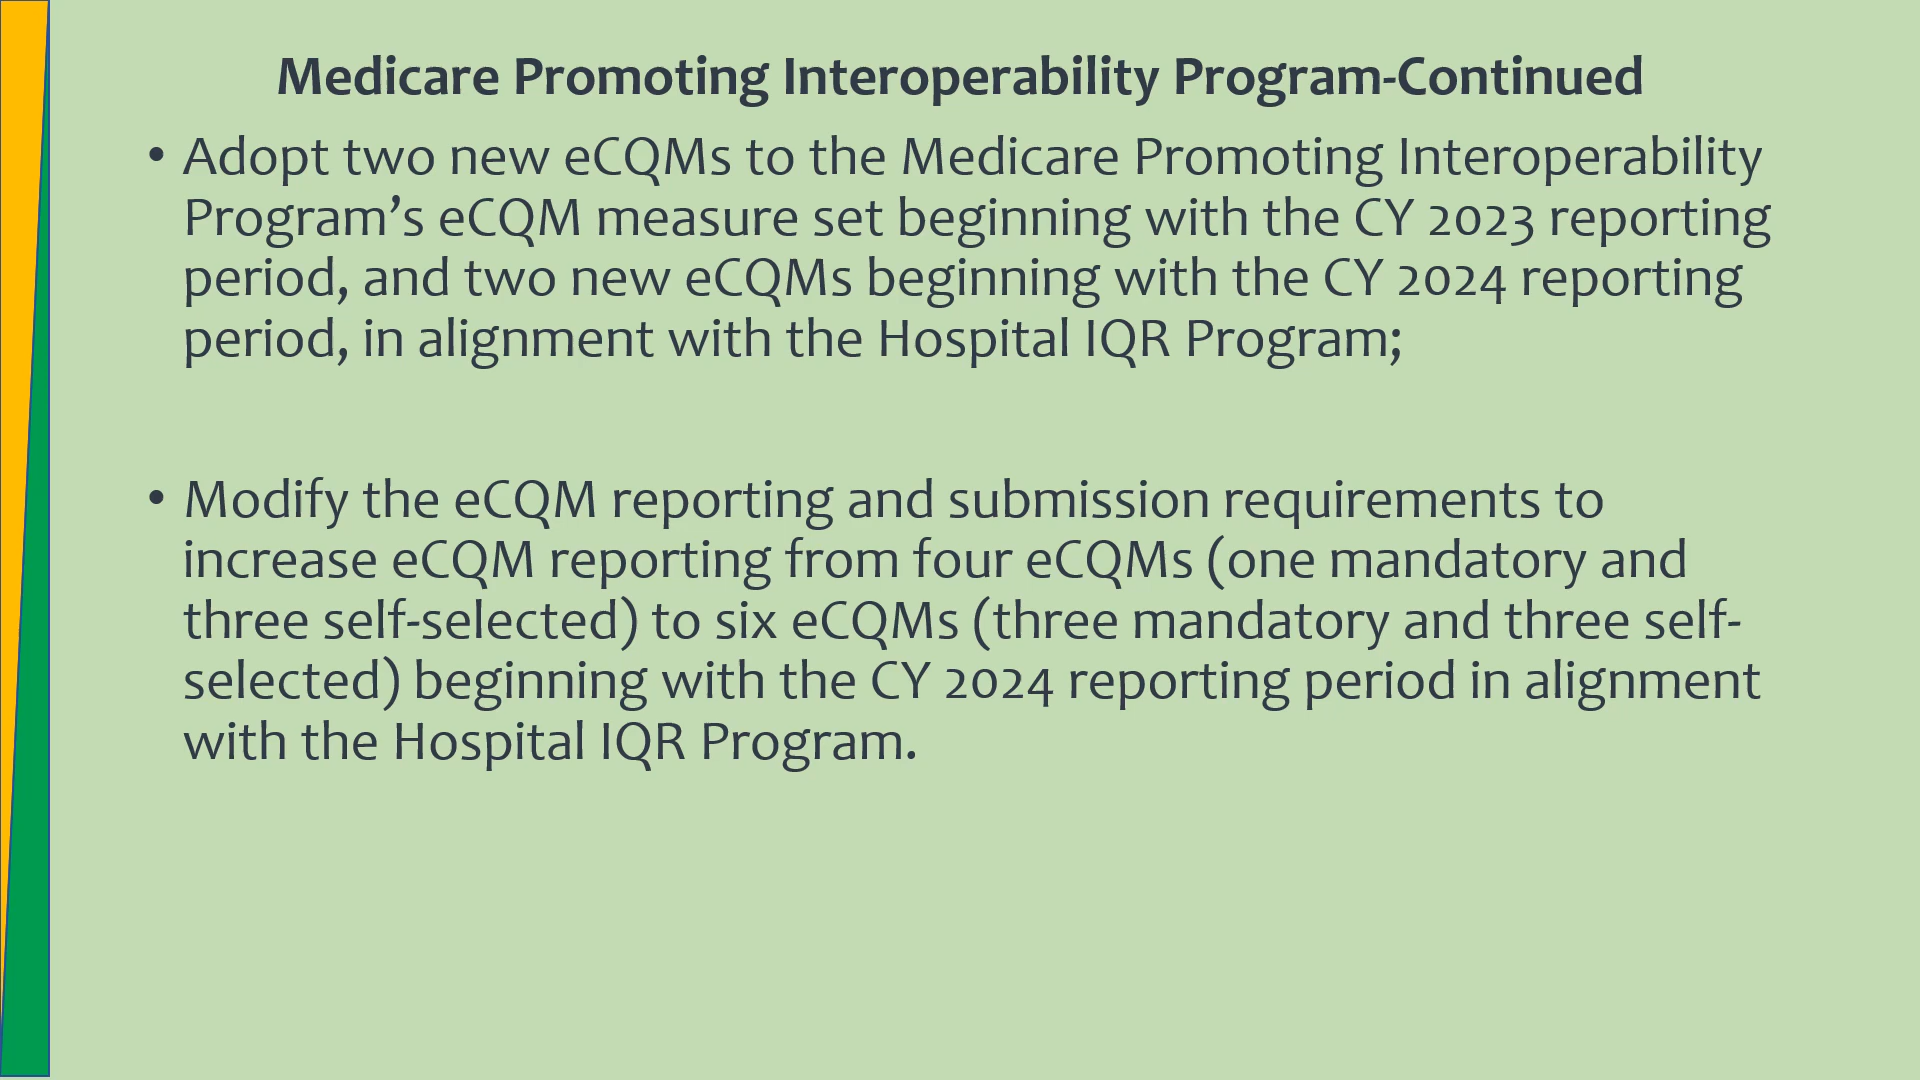 Medicare Promoting Interoperability Program-Continued
• Adopt two new eCQMs to the Medicare Promoting Interoperability
Program’s eCQM measure set beginning with the CY 2023 reporting
period, and two new eCQMs beginning with the CY 2024 reporting
period, in alignment with the Hospital IQR Program;
• Modify the eCQM reporting and submission requirements to
increase eCQM reporting from four eCQMs (one mandatory and
three self-selected) to six eCQMs (three mandatory and three self-
selected) beginning with the CY 2024 reporting period in alignment
with the Hospital IQR Program.